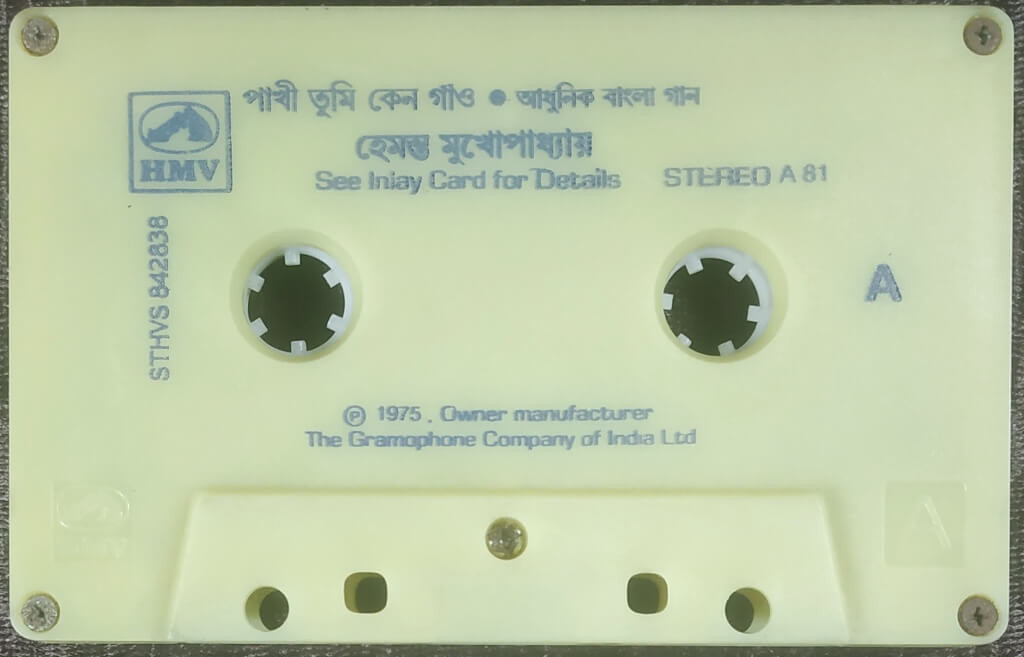 পাখী তুমি কেন গাঁও ● আধুনিক বাংলা গান
হেমন্ত মুখোপাধ্যায়
HMV
See Inlay Card for Details STEREO A 81
STHVS 842838
A
Ⓟ 1975 . Owner manufacturer
The Gramophone Company of India Ltd
HMV
A